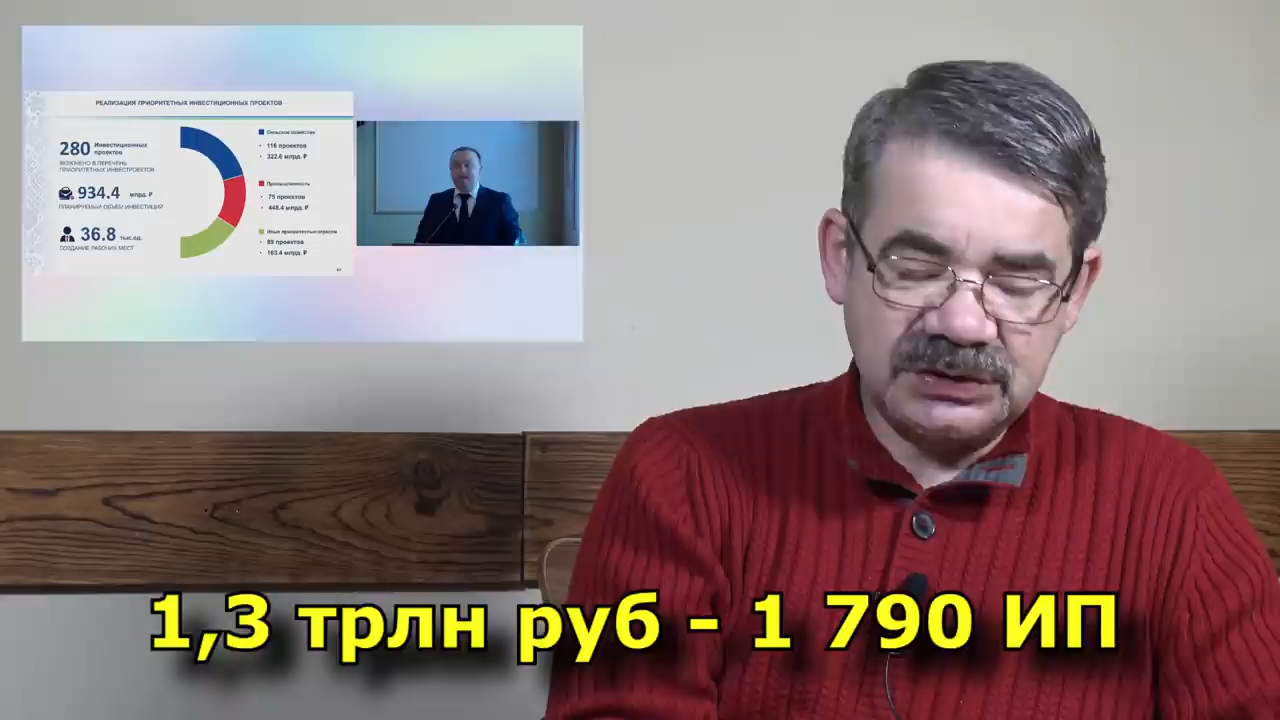 РЕАЛИЗАЦИЯ ПРИОРИТЕТНЫХ ИНВЕСТИЦИОННЫХ ПРОЕКТОВ
280 Инвестиционных проектов
ВКЛЮЧЕНО В ПЕРЕЧЕНЬ
ПРИОРИТЕТНЫХ ИНВЕСТПРОЕКТОВ
934.4 млрд. ₽
ПЛАНИРУЕМЫЙ ОБЪЕМ ИНВЕСТИЦИЙ
36.8 тыс.ед.
СОЗДАНИЕ РАБОЧИХ МЕСТ
Сельское хозяйство
• 116 проектов
• 322.6 млрд. ₽
Промышленность
• 75 проектов
• 448.4 млрд. ₽
Иные приоритетные отрасли
• 89 проектов
• 163.4 млрд. ₽
1,3 трлн руб - 1 790 ИП